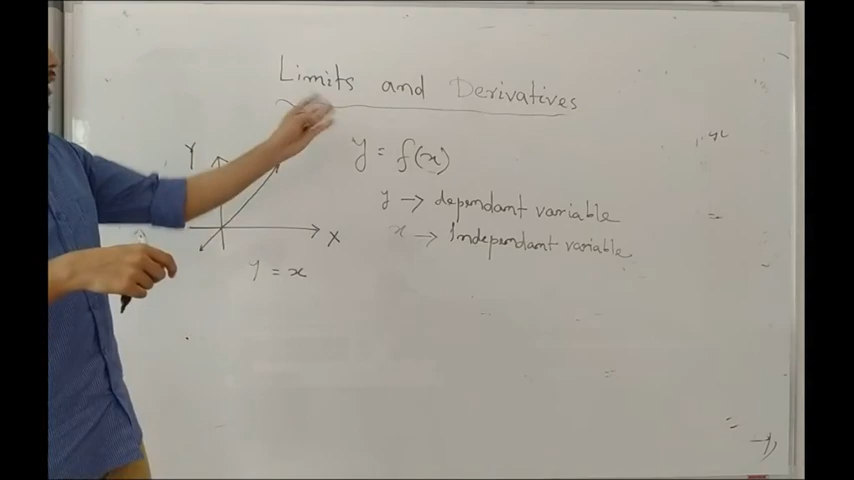 Limits and Derivatives
Y
X
y = x
y = f(x)
y → dependant variable
x → Independant variable